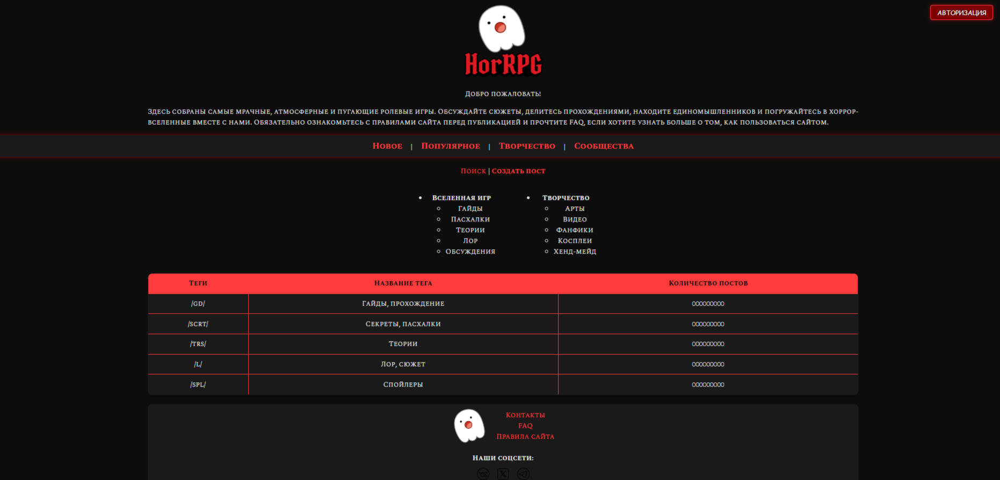 АВТОРИЗАЦИЯ
HorRPG
Добро пожаловать!
Здесь собраны самые мрачные, атмосферные и пугающие ролевые игры. Обсуждайте сюжеты, делитесь прохождениями, находите единомышленников и погружайтесь в хоррор-
вселенные вместе с нами. Обязательно ознакомьтесь с правилами сайта перед публикацией и прочтите FAQ, если хотите узнать больше о том, как пользоваться сайтом.
Новое | Популярное | Творчество | Сообщества
Поиск | Создать пост
Вселенная игр
Гайды
Пасхалки
Теории
Лор
Обсуждения
Творчество
Арты
Видео
Фанфики
Косплеи
Хенд-мейд
Теги Название тега Количество постов
/gd/ Гайды, прохождение 000000000
/scrt/ Секреты, пасхалки 000000000
/trs/ Теории 000000000
/l/ Лор, сюжет 000000000
/spl/ Спойлеры 000000000
Контакты
FAQ
Правила сайта
Наши соцсети: